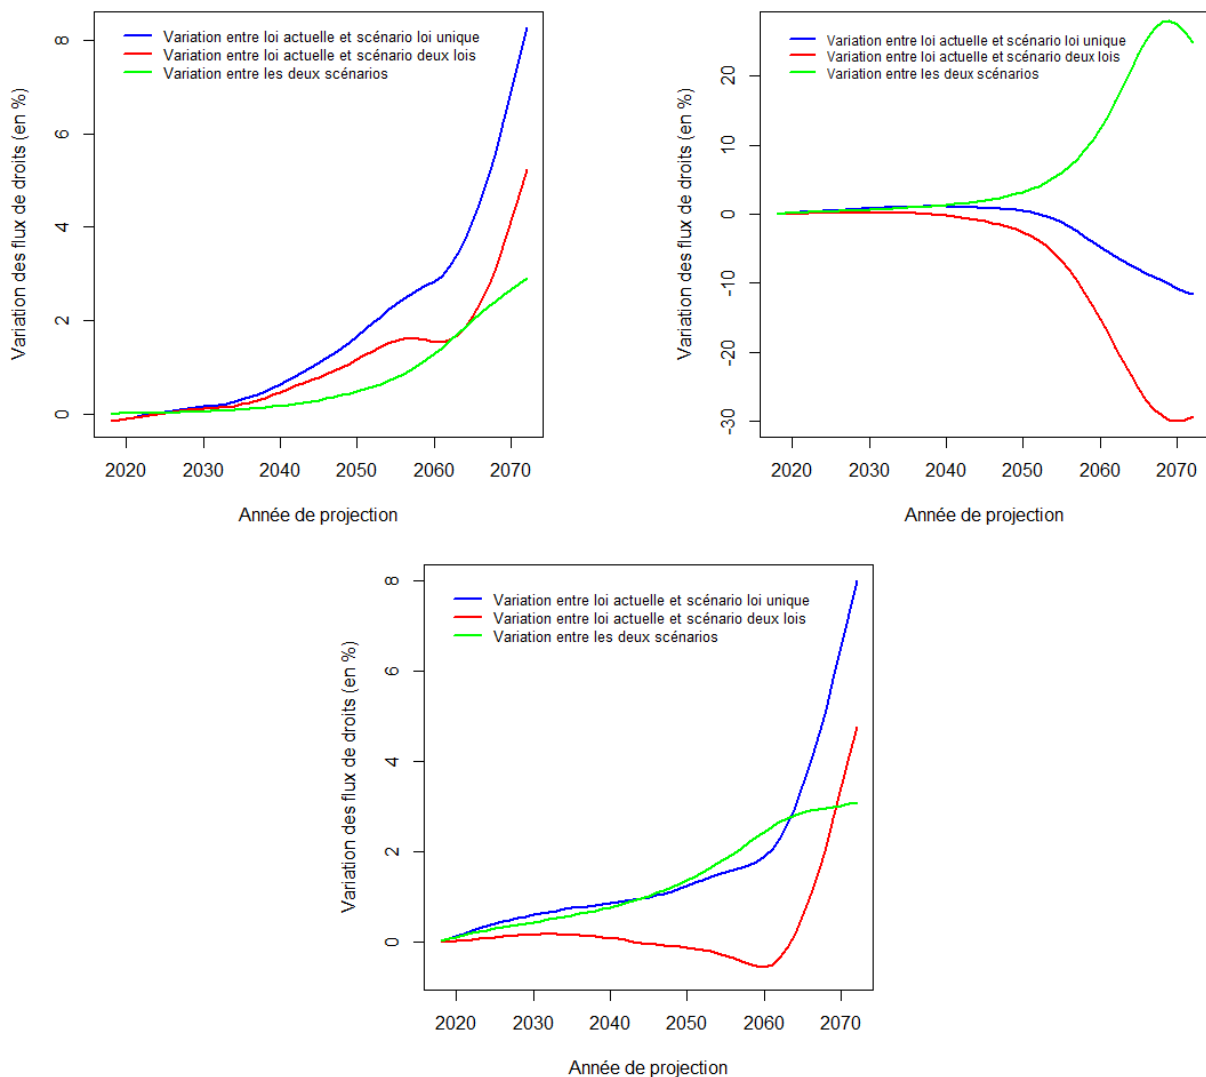 Variation entre loi actuelle et scénario loi unique
Variation entre loi actuelle et scénario deux lois
Variation entre les deux scénarios
Variation des flux de droits (en %)
8
6
4
2
0
2020 2030 2040 2050 2060 2070
Année de projection
Variation entre loi actuelle et scénario loi unique
Variation entre loi actuelle et scénario deux lois
Variation entre les deux scénarios
Variation des flux de droits (en %)
20
10
0
-10
-20
-30
2020 2030 2040 2050 2060 2070
Année de projection
Variation entre loi actuelle et scénario loi unique
Variation entre loi actuelle et scénario deux lois
Variation entre les deux scénarios
Variation des flux de droits (en %)
8
6
4
2
0
2020 2030 2040 2050 2060 2070
Année de projection